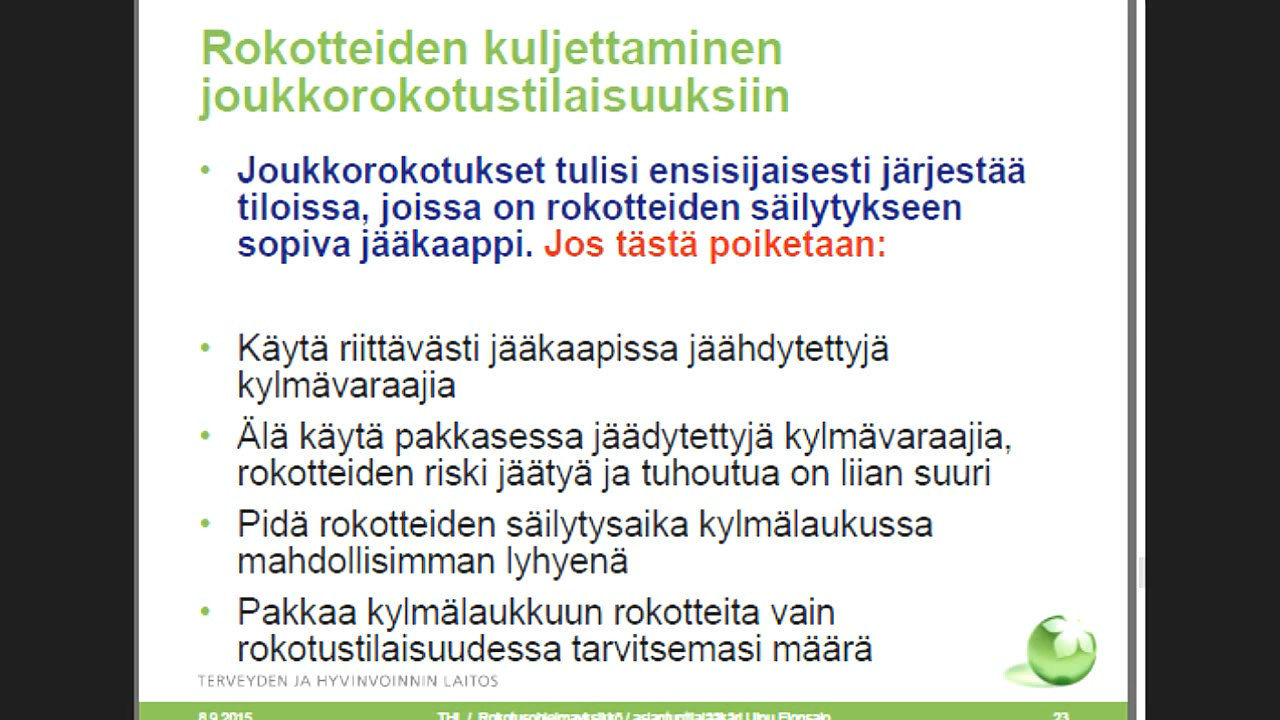 Rokotteiden kuljettaminen
joukkorokotustilaisuuksiin
• Joukkorokotukset tulisi ensisijaisesti järjestää
tiloissa, joissa on rokotteiden säilytykseen
sopiva jääkaappi. Jos tästä poiketaan:
• Käytä riittävästi jääkaapissa jäähdytettyjä
kylmävaraajia
• Älä käytä pakkasessa jäädytettyjä kylmävaraajia,
rokotteiden riski jäätyä ja tuhoutua on liian suuri
• Pidä rokotteiden säilytysaika kylmälaukussa
mahdollisimman lyhyenä
• Pakkaa kylmälaukkuun rokotteita vain
rokotustilaisuudessa tarvitsemasi määrä
TERVEYDEN JA HYVINVOINNIN LAITOS
8.9.2015 THL / 23